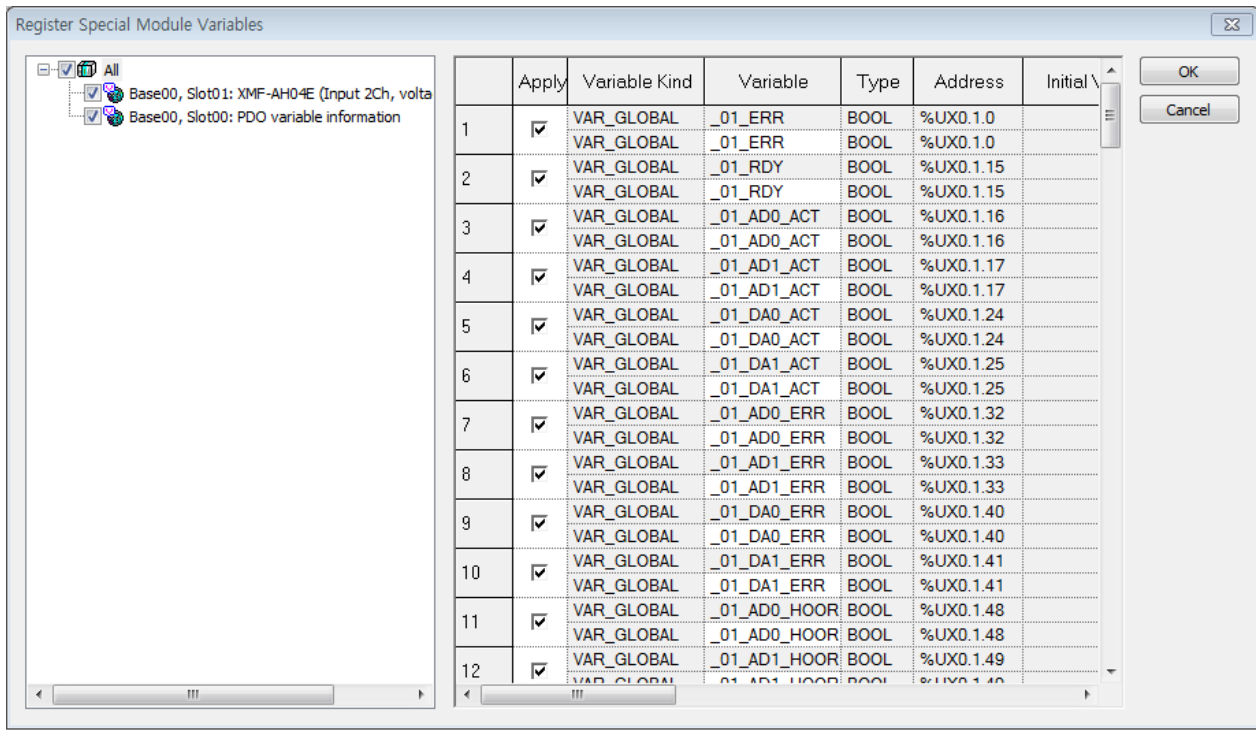 Register Special Module Variables
All
Base00, Slot01: XMF-AH04E (Input 2Ch, volta
Base00, Slot00: PDO variable information
Apply Variable Kind Variable Type Address Initial
1 VAR_GLOBAL _01_ERR BOOL %UX0.1.0
VAR_GLOBAL _01_ERR BOOL %UX0.1.0
2 VAR_GLOBAL _01_RDY BOOL %UX0.1.15
VAR_GLOBAL _01_RDY BOOL %UX0.1.15
3 VAR_GLOBAL _01_AD0_ACT BOOL %UX0.1.16
VAR_GLOBAL _01_AD0_ACT BOOL %UX0.1.16
4 VAR_GLOBAL _01_AD1_ACT BOOL %UX0.1.17
VAR_GLOBAL _01_AD1_ACT BOOL %UX0.1.17
5 VAR_GLOBAL _01_DA0_ACT BOOL %UX0.1.24
VAR_GLOBAL _01_DA0_ACT BOOL %UX0.1.24
6 VAR_GLOBAL _01_DA1_ACT BOOL %UX0.1.25
VAR_GLOBAL _01_DA1_ACT BOOL %UX0.1.25
7 VAR_GLOBAL _01_AD0_ERR BOOL %UX0.1.32
VAR_GLOBAL _01_AD0_ERR BOOL %UX0.1.32
8 VAR_GLOBAL _01_AD1_ERR BOOL %UX0.1.33
VAR_GLOBAL _01_AD1_ERR BOOL %UX0.1.33
9 VAR_GLOBAL _01_DA0_ERR BOOL %UX0.1.40
VAR_GLOBAL _01_DA0_ERR BOOL %UX0.1.40
10 VAR_GLOBAL _01_DA1_ERR BOOL %UX0.1.41
VAR_GLOBAL _01_DA1_ERR BOOL %UX0.1.41
11 VAR_GLOBAL _01_AD0_HOOR BOOL %UX0.1.48
VAR_GLOBAL _01_AD0_HOOR BOOL %UX0.1.48
12 VAR_GLOBAL _01_AD1_HOOR BOOL %UX0.1.49
OK
Cancel